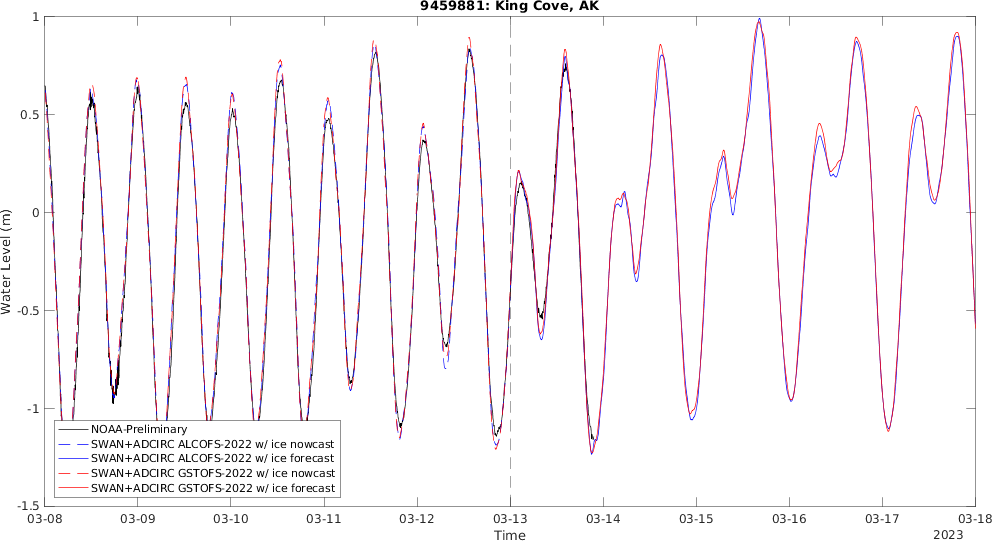 9459881: King Cove, AK
Water Level (m)
1
0.5
0
-0.5
-1
-1.5
NOAA-Preliminary
SWAN+ADCIRC ALCOFS-2022 w/ ice nowcast
SWAN+ADCIRC ALCOFS-2022 w/ ice forecast
SWAN+ADCIRC GSTOFS-2022 w/ ice nowcast
SWAN+ADCIRC GSTOFS-2022 w/ ice forecast
03-08 03-09 03-10 03-11 03-12 03-13 03-14 03-15 03-16 03-17 03-18
Time
2023